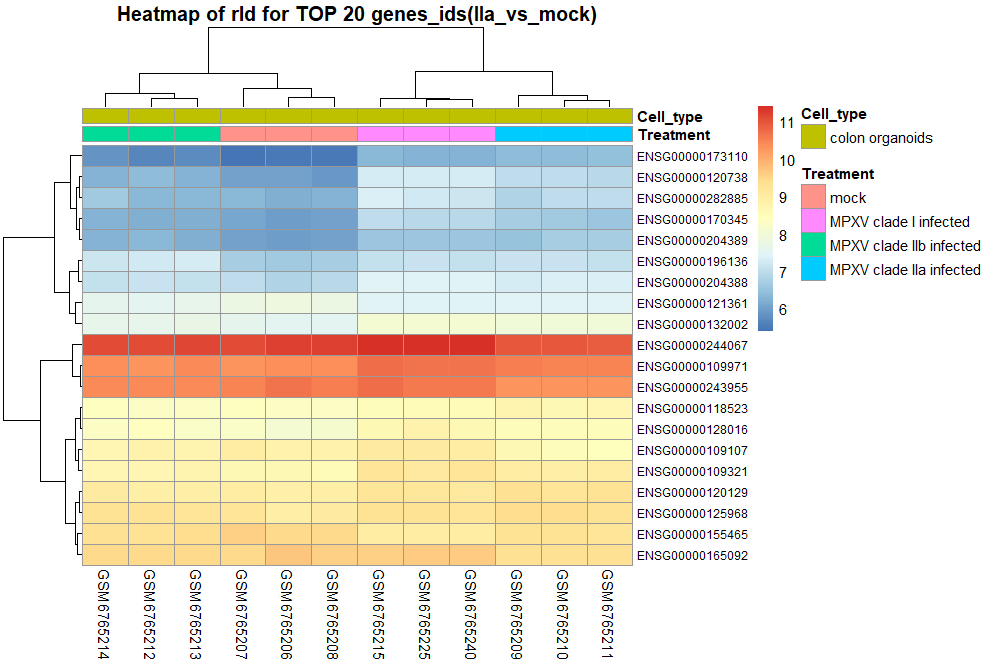 Heatmap of rld for TOP 20 genes_ids(IIa_vs_mock)
Cell_type
Treatment
ENSG00000173110
ENSG00000120738
ENSG00000282885
ENSG00000170345
ENSG00000204389
ENSG00000196136
ENSG00000204388
ENSG00000121361
ENSG00000132002
ENSG00000244067
ENSG00000109971
ENSG00000243955
ENSG00000118523
ENSG00000128016
ENSG00000109107
ENSG00000109321
ENSG00000120129
ENSG00000125968
ENSG00000155465
ENSG00000165092
GSM6765214
GSM6765212
GSM6765213
GSM6765207
GSM6765206
GSM6765208
GSM6765215
GSM6765225
GSM6765240
GSM6765209
GSM6765210
GSM6765211
11
10
9
8
7
6
Cell_type
colon organoids
Treatment
mock
MPXV clade I infected
MPXV clade IIb infected
MPXV clade IIa infected